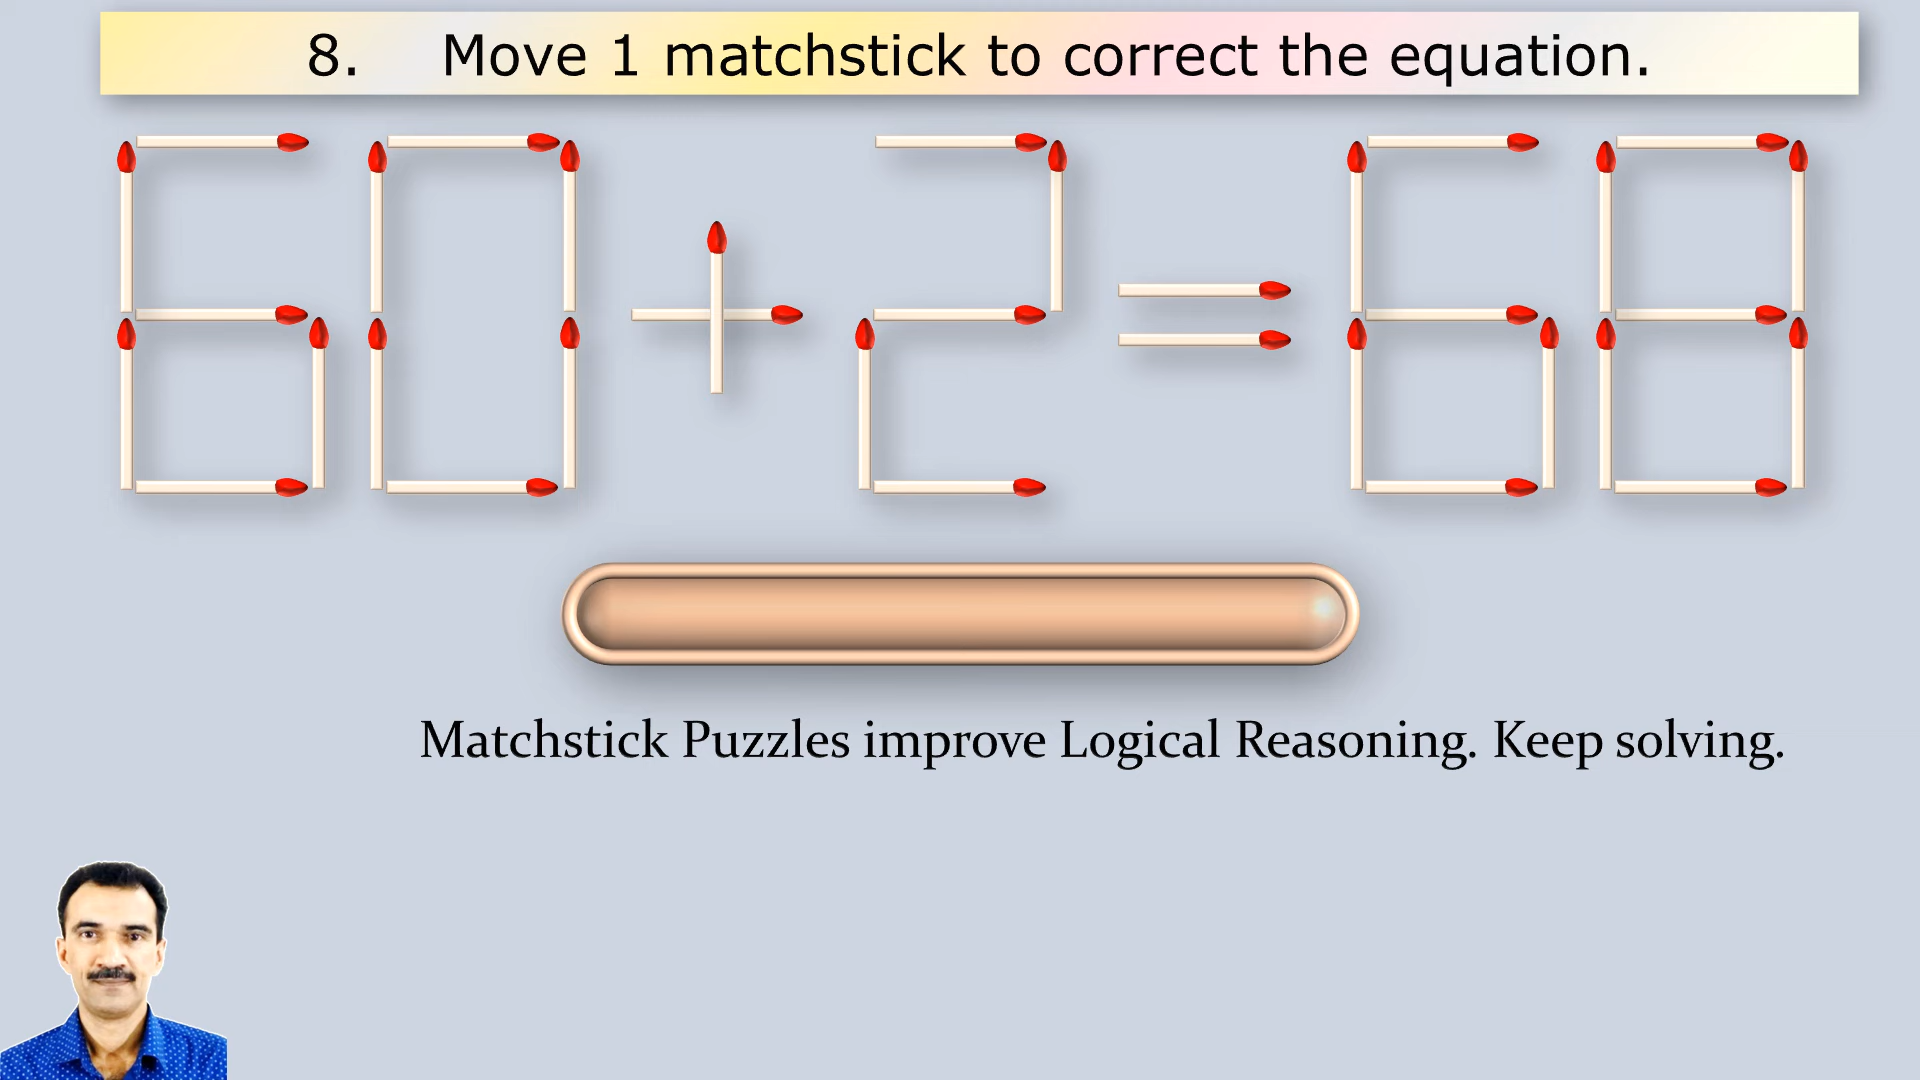 8. Move 1 matchstick to correct the equation.
60+2=68
Matchstick Puzzles improve Logical Reasoning. Keep solving.